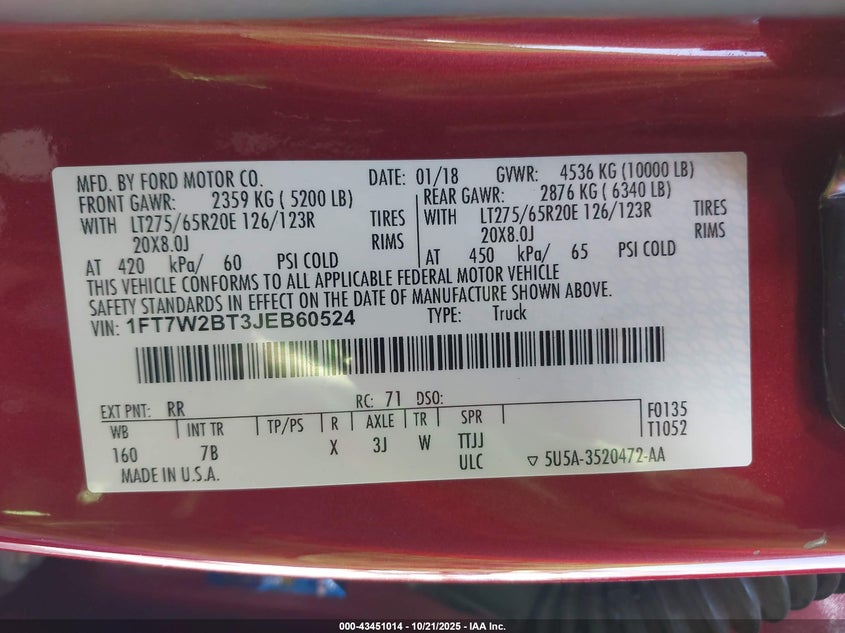 MFD. BY FORD MOTOR CO. DATE: 01/18 GVWR: 4536 KG (10000 LB)
FRONT GAWR: 2359 KG ( 5200 LB) REAR GAWR: 2876 KG ( 6340 LB)
WITH LT275/65R20E 126/123R TIRES WITH LT275/65R20E 126/123R TIRES
20X8.0J RIMS 20X8.0J RIMS
AT 420 kPa/ 60 PSI COLD AT 450 kPa/ 65 PSI COLD
THIS VEHICLE CONFORMS TO ALL APPLICABLE FEDERAL MOTOR VEHICLE
SAFETY STANDARDS IN EFFECT ON THE DATE OF MANUFACTURE SHOWN ABOVE.
VIN: 1FT7W2BT3JEB60524 TYPE: Truck
EXT PNT: RR RC: 71 DSO: F0135
WB INT TR TP/PS R AXLE TR SPR T1052
160 7B X 3J W TTJJ
MADE IN U.S.A. ULC ▽ 5U5A-3520472-AA
000-43451014 - 10/21/2025 - IAA Inc.